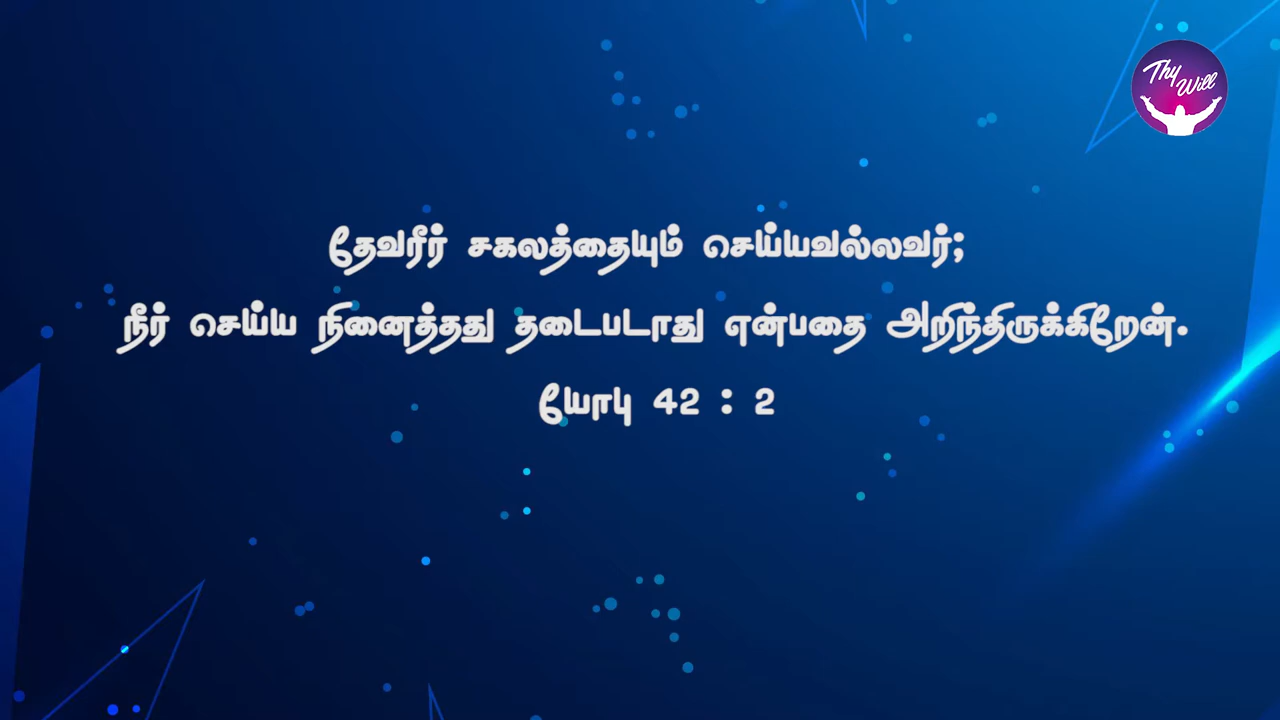 Thy Will
தேவரீர் சகலத்தையும் செய்யவல்லவர்;
நீர் செய்ய நினைத்தது தடைபடாது என்பதை அறிந்திருக்கிறேன்.
யோபு 42 : 2